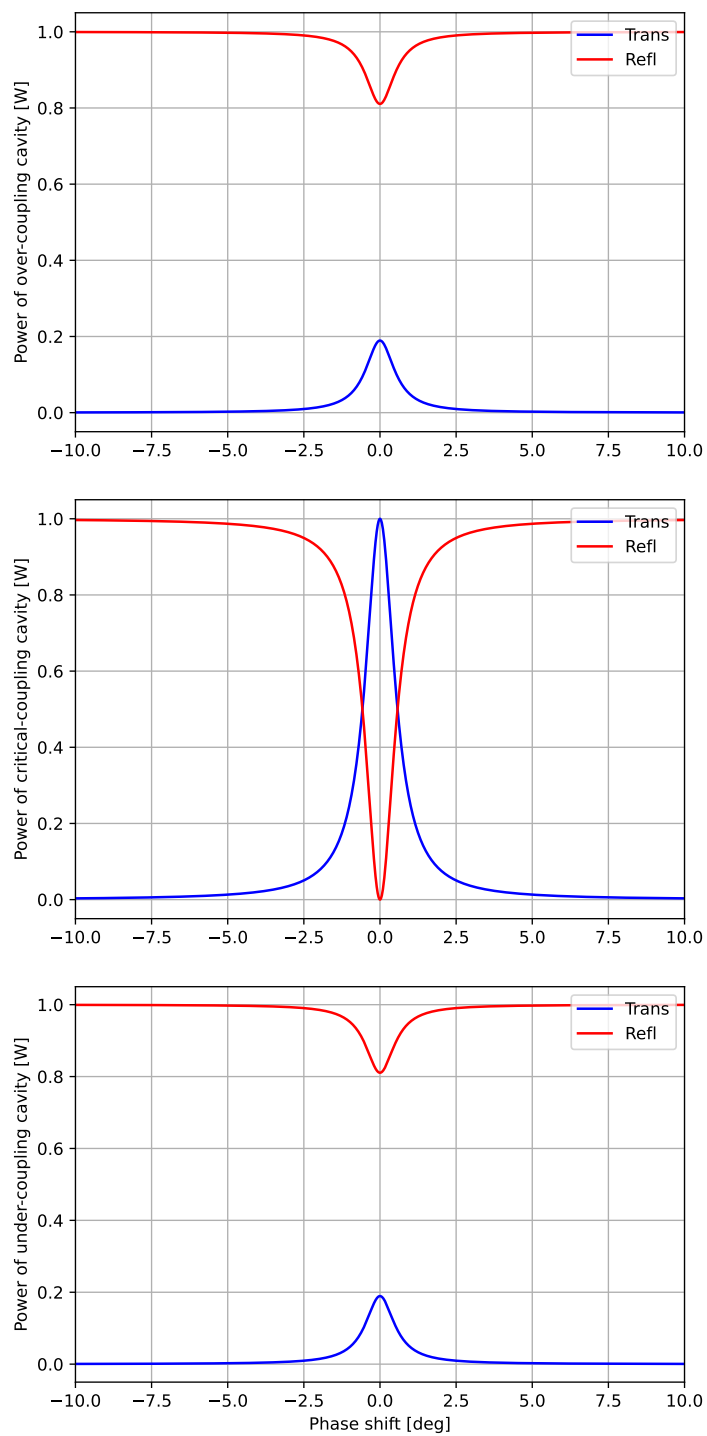 Power of over-coupling cavity [W]
1.0
0.8
0.6
0.4
0.2
0.0
Trans
Refl
−10.0 −7.5 −5.0 −2.5 0.0 2.5 5.0 7.5 10.0
Power of critical-coupling cavity [W]
1.0
0.8
0.6
0.4
0.2
0.0
Trans
Refl
−10.0 −7.5 −5.0 −2.5 0.0 2.5 5.0 7.5 10.0
Power of under-coupling cavity [W]
1.0
0.8
0.6
0.4
0.2
0.0
Trans
Refl
−10.0 −7.5 −5.0 −2.5 0.0 2.5 5.0 7.5 10.0
Phase shift [deg]